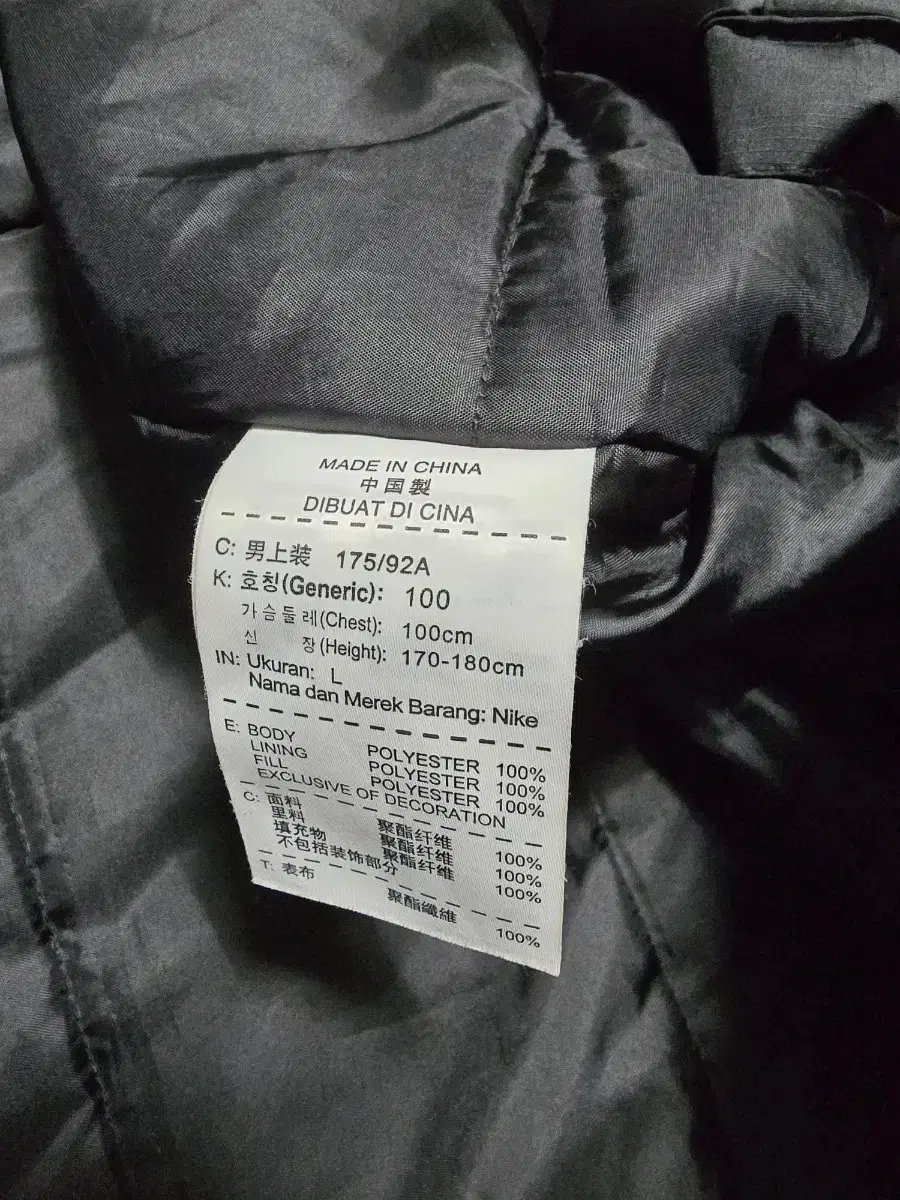 MADE IN CHINA
中国製
DIBUAT DI CINA
C: 男上装 175/92A
K: 호칭(Generic): 100
가슴둘레(Chest): 100cm
신 장(Height): 170-180cm
IN: Ukuran: L
Nama dan Merek Barang: Nike
E: BODY POLYESTER 100%
LINING POLYESTER 100%
FILL POLYESTER 100%
EXCLUSIVE OF DECORATION
C: 面料 聚酯纤维 100%
里料 聚酯纤维 100%
填充物 聚酯纤维 100%
不包括装饰部分
T: 表布 聚酯纖維 100%